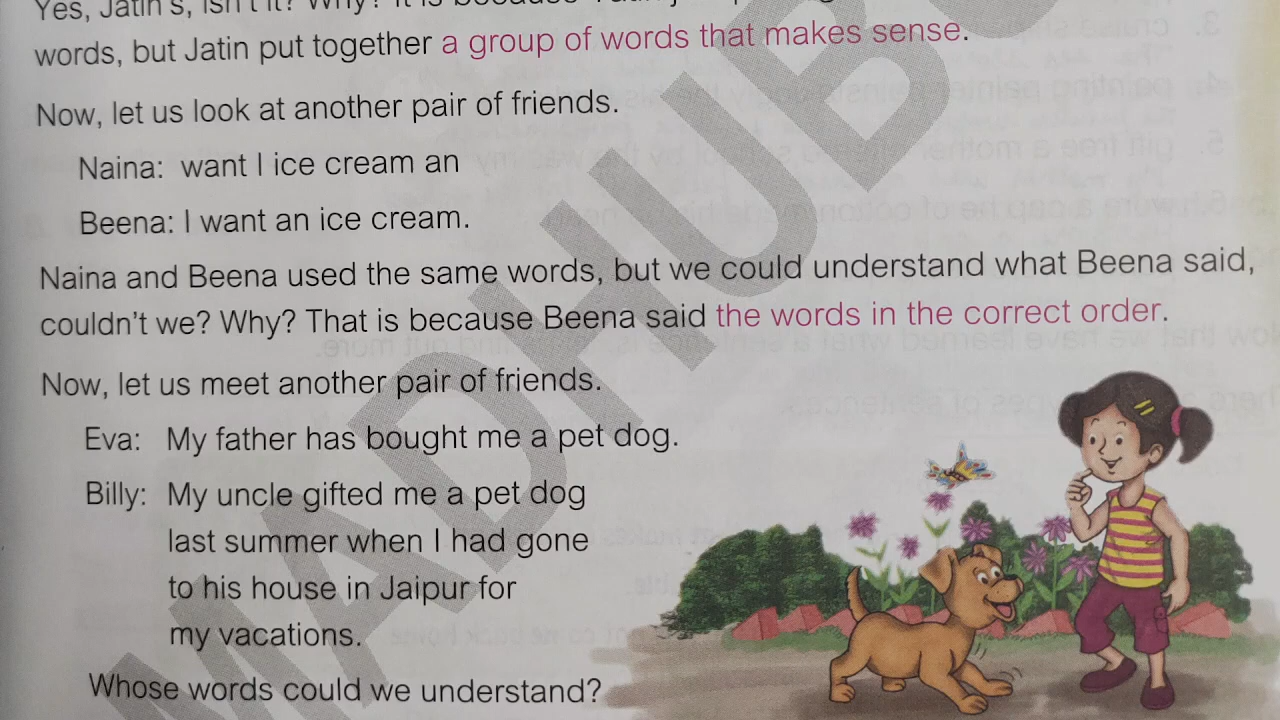 Yes, Jatin's, isn't it? Why? It is because
words, but Jatin put together a group of words that makes sense.
Now, let us look at another pair of friends.
Naina: want I ice cream an
Beena: I want an ice cream.
Naina and Beena used the same words, but we could understand what Beena said,
couldn't we? Why? That is because Beena said the words in the correct order.
Now, let us meet another pair of friends.
Eva: My father has bought me a pet dog.
Billy: My uncle gifted me a pet dog
last summer when I had gone
to his house in Jaipur for
my vacations.
Whose words could we understand?
MADHUB